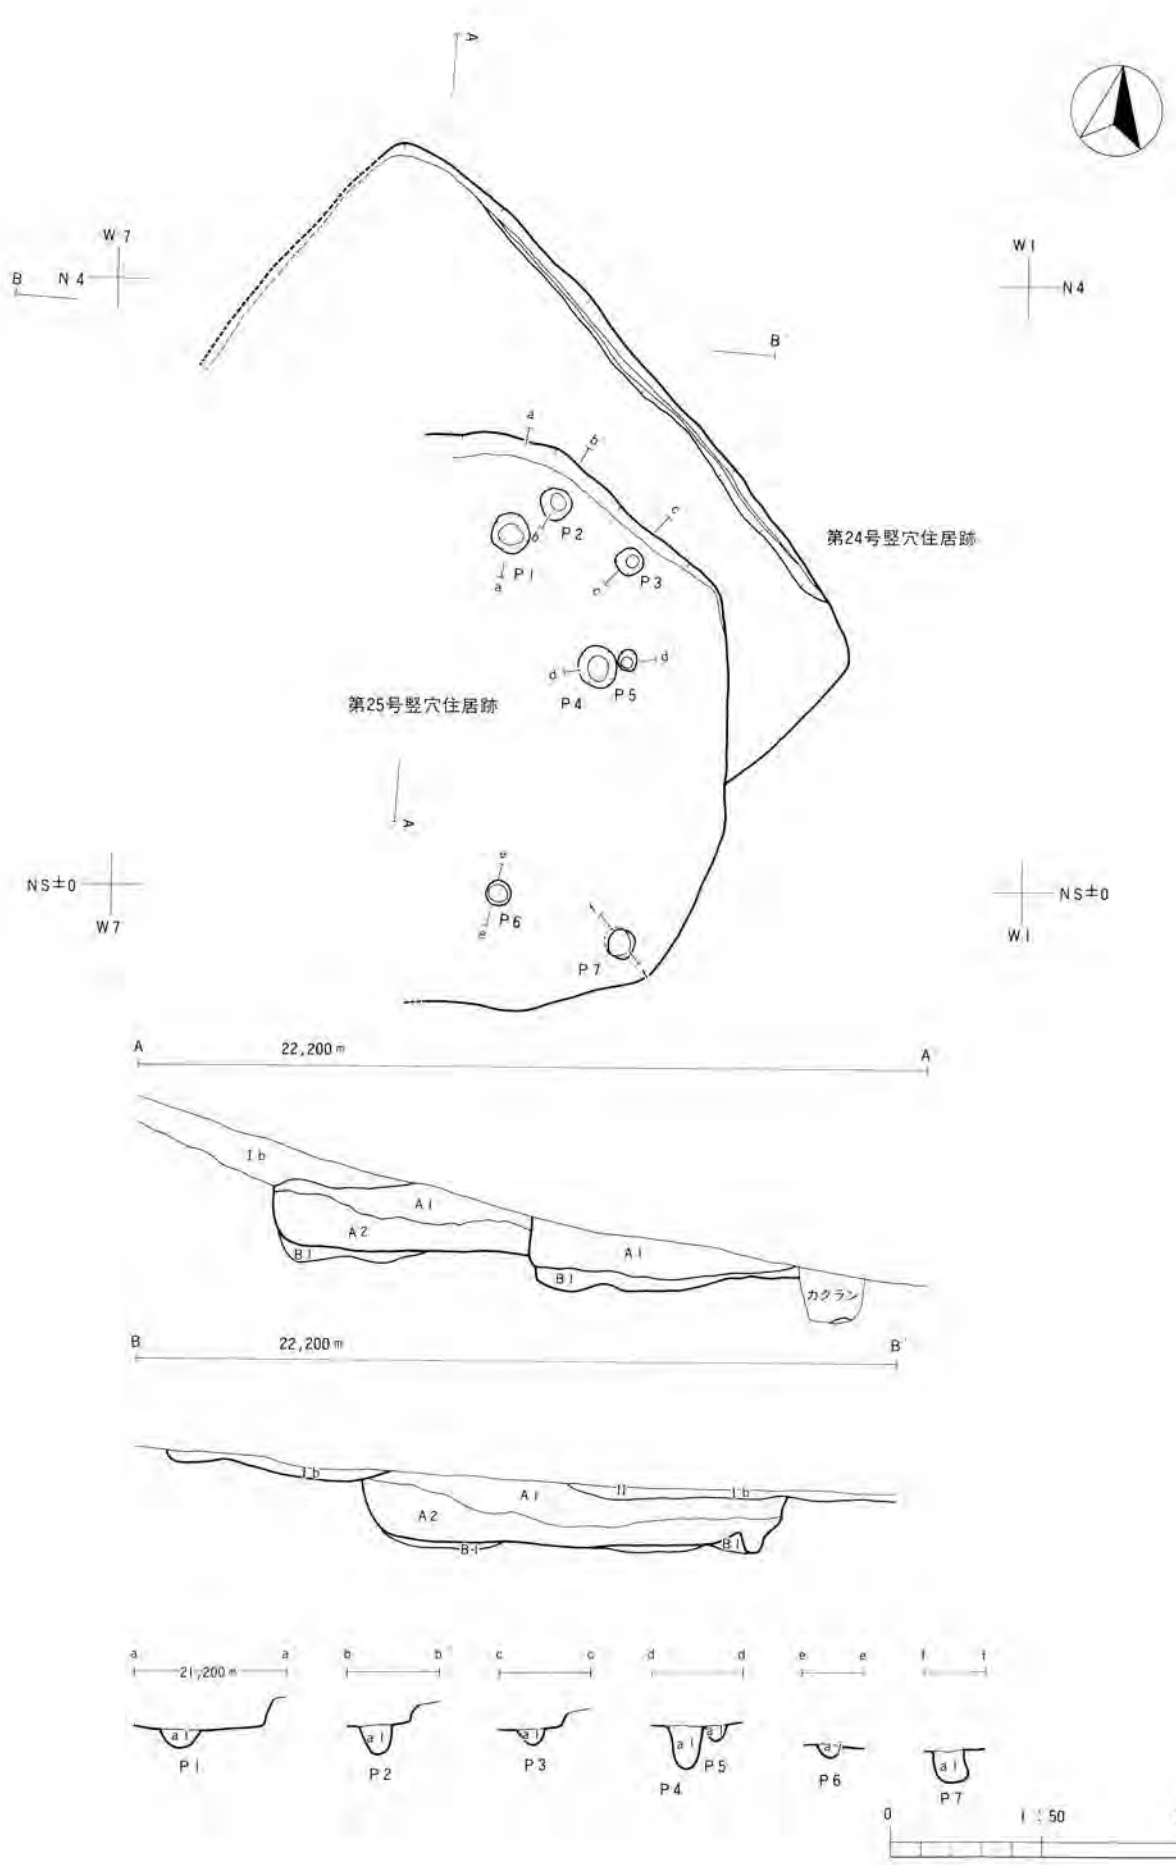 A
W 7
N 4
B
W1
N 4
B'
a'
b'
c'
P 2
b
P 1
a
P 3
c
第24号竪穴住居跡
d
d'
P 4
P 5
第25号竪穴住居跡
A'
e'
NS±0
W 7
P 6
e
P 7
NS±0
W1
A
22,200 m
A'
I b
A 1
A 2
B 1
A 1
B 1
カクラン
B
22,200 m
B'
I b
A 1
II
I b
A 2
B 1
B 1
a
21,200 m
a'
b
b'
c
c'
d
d'
e
e'
f
f'
a 1
P 1
a 1
P 2
a 1
P 3
a 1
a 1
P 4
P 5
a 1
P 6
a 1
P 7
0
1 : 50